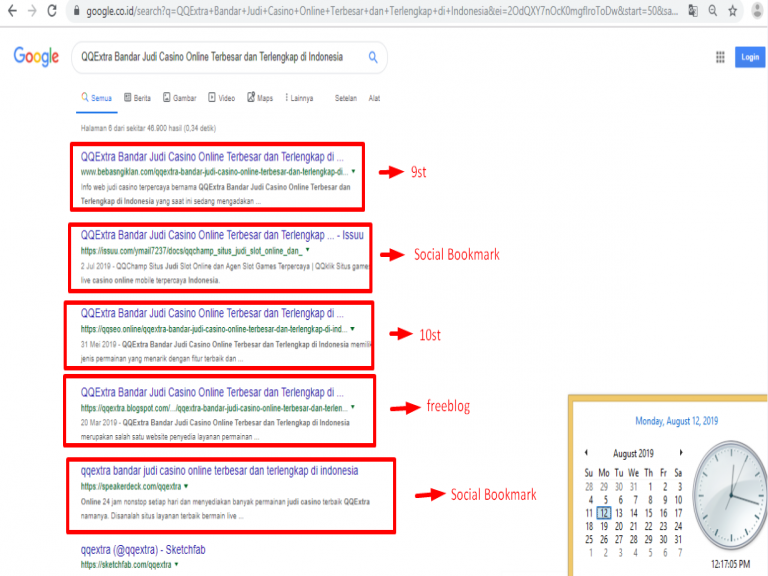 google.co.id/search?q=QQExtra+Bandar+Judi+Casino+Online+Terbesar+dan+Terlengkap+di+Indonesia&ei=2OdQXY7nOcK0mgflroToDw&start=50&sa...
Google
QQExtra Bandar Judi Casino Online Terbesar dan Terlengkap di Indonesia
Login
Semua Berita Gambar Video Maps Lainnya Setelan Alat
Halaman 6 dari sekitar 46.900 hasil (0,34 detik)
QQExtra Bandar Judi Casino Online Terbesar dan Terlengkap di ...
www.bebasngiklan.com/qqextra-bandar-judi-casino-online-terbesar-dan-terlengkap-di...
Info web judi casino terpercaya bernama QQExtra Bandar Judi Casino Online Terbesar dan
Terlengkap di Indonesia yang saat ini sedang mengadakan ...
9st
QQExtra Bandar Judi Casino Online Terbesar dan Terlengkap ... - Issuu
https://issuu.com/ymail7237/docs/qqchamp_situs_judi_slot_online_dan_
2 Jul 2019 - QQChamp Situs Judi Slot Online dan Agen Slot Games Terpercaya | QQklik Situs game
live casino online mobile terpercaya Indonesia.
Social Bookmark
QQExtra Bandar Judi Casino Online Terbesar dan Terlengkap di ...
https://qqseo.online/qqextra-bandar-judi-casino-online-terbesar-dan-terlengkap-di-ind...
31 Mei 2019 - QQExtra Bandar Judi Casino Online Terbesar dan Terlengkap di Indonesia memilik
jenis permainan yang menarik dengan fitur terbaik dan ...
10st
QQExtra Bandar Judi Casino Online Terbesar dan Terlengkap di ...
https://qqextra.blogspot.com/.../qqextra-bandar-judi-casino-online-terbesar-dan-terlen...
20 Mar 2019 - QQExtra Bandar Judi Casino Online Terbesar dan Terlengkap di Indonesia
merupakan salah satu website penyedia layanan permainan ...
freeblog
qqextra bandar judi casino online terbesar dan terlengkap di indonesia
https://speakerdeck.com/qqextra
Online 24 jam nonstop setiap hari dan menyediakan banyak permainan judi casino terbaik QQExtra
namanya. Disanalah situs layanan terbaik bermain live ...
Social Bookmark
qqextra (@qqextra) - Sketchfab
https://sketchfab.com/qqextra
Monday, August 12, 2019
August 2019
Su Mo Tu We Th Fr Sa
28 29 30 31 1 2 3
4 5 6 7 8 9 10
11 12 13 14 15 16 17
18 19 20 21 22 23 24
25 26 27 28 29 30 31
1 2 3 4 5 6 7
12:17:05 PM